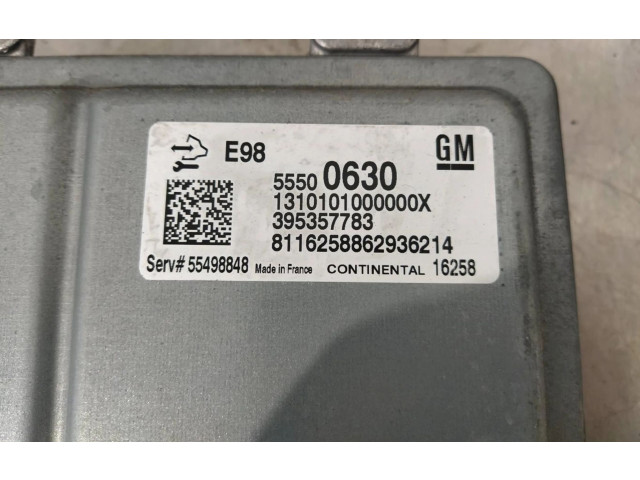 E98 GM
5550 0630
1310101000000X
395357783
8116258862936214
Serv# 55498848 Made in France CONTINENTAL 16258